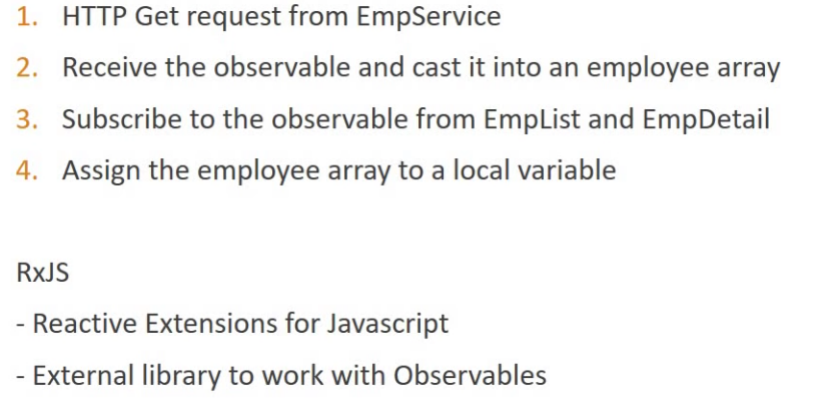 1. HTTP Get request from EmpService
2. Receive the observable and cast it into an employee array
3. Subscribe to the observable from EmpList and EmpDetail
4. Assign the employee array to a local variable
RxJS
- Reactive Extensions for Javascript
- External library to work with Observables